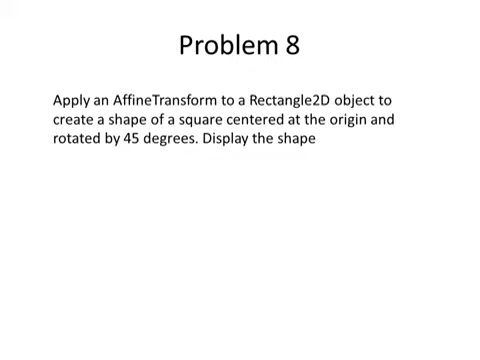 Problem 8
Apply an AffineTransform to a Rectangle2D object to
create a shape of a square centered at the origin and
rotated by 45 degrees. Display the shape